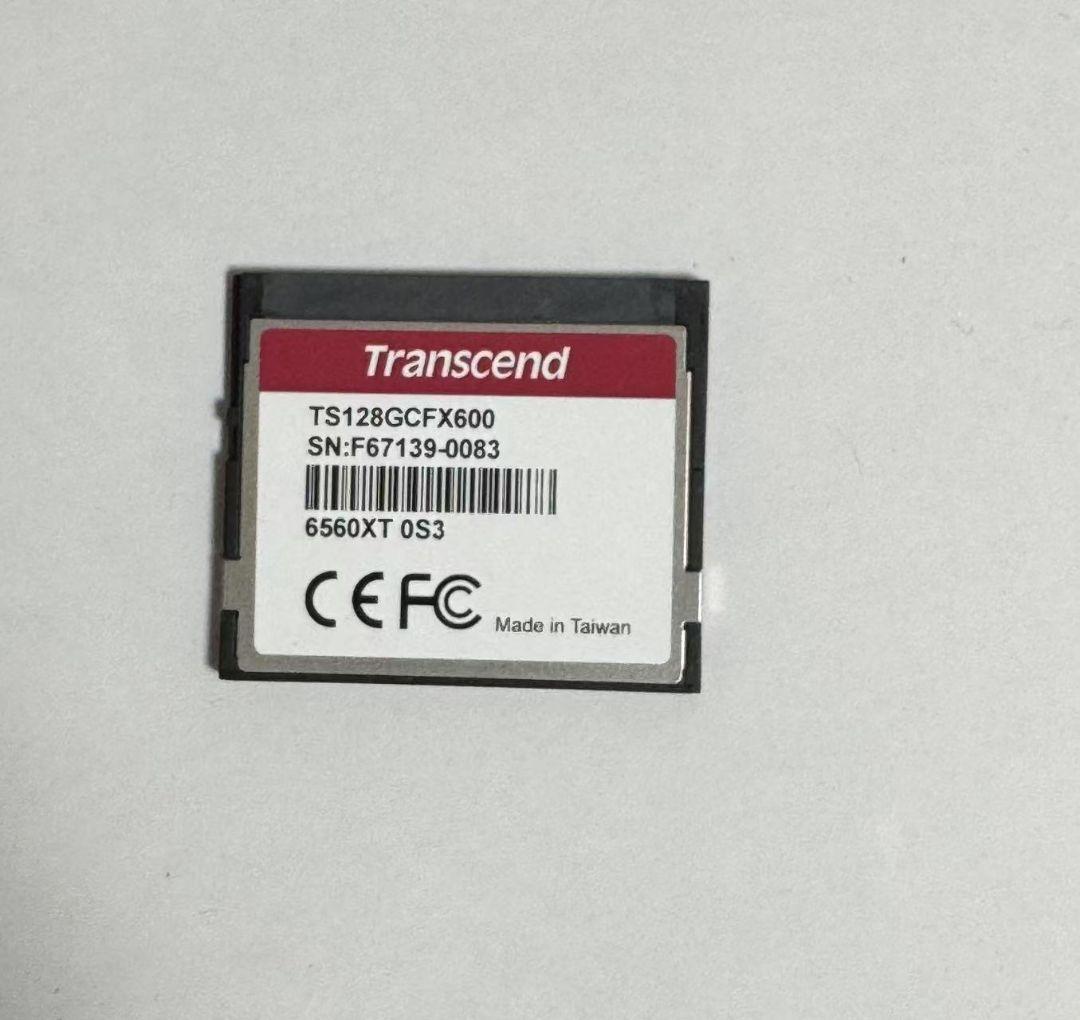 Transcend
TS128GCFX600
SN:F67139-0083
6560XT 0S3
CE FC Made in Taiwan